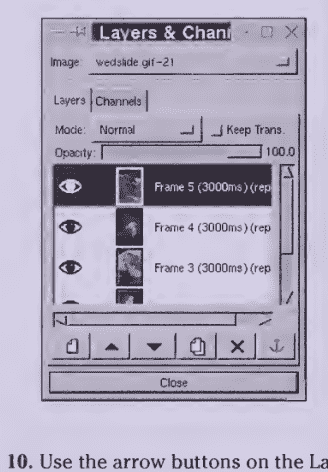 Layers & Chann
Image: wedslide gif-21
Layers Channels
Mode: Normal Keep Trans.
Opacity: 100.0
Frame 5 (3000ms) (rep
Frame 4 (3000ms) (rep
Frame 3 (3000ms) (rep
Close
10. Use the arrow buttons on the La